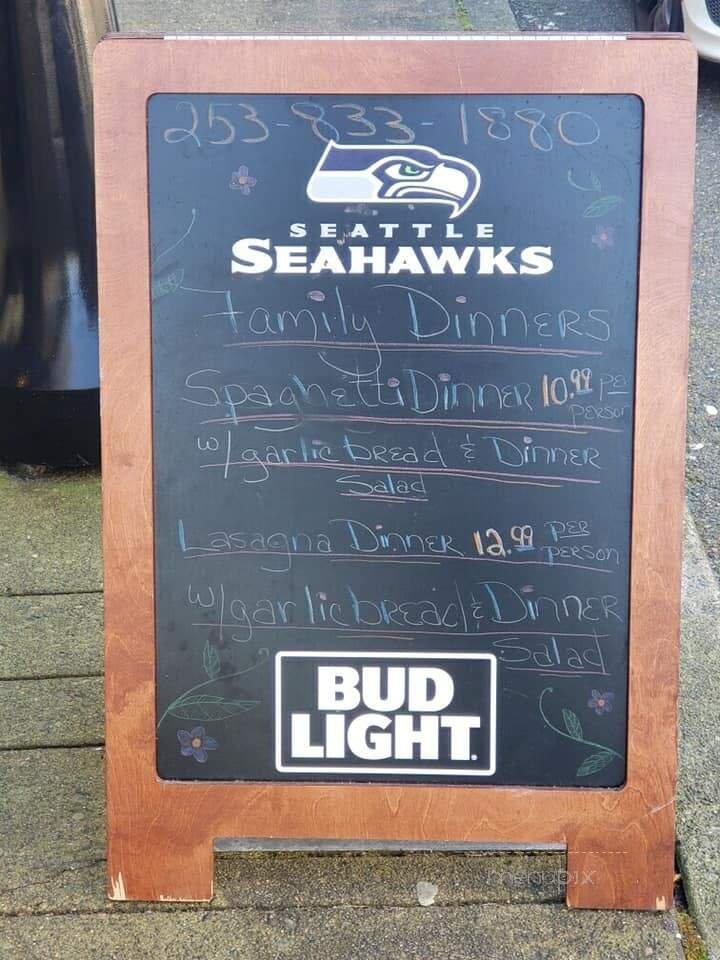 253-833-1880
SEATTLE
SEAHAWKS
Family Dinners
Spaghetti Dinner 10.99 Pe
Person
w/ garlic bread & Dinner
Salad
Lasagna Dinner 12.99 per
person
w/garlic bread & Dinner
Salad
BUD
LIGHT.